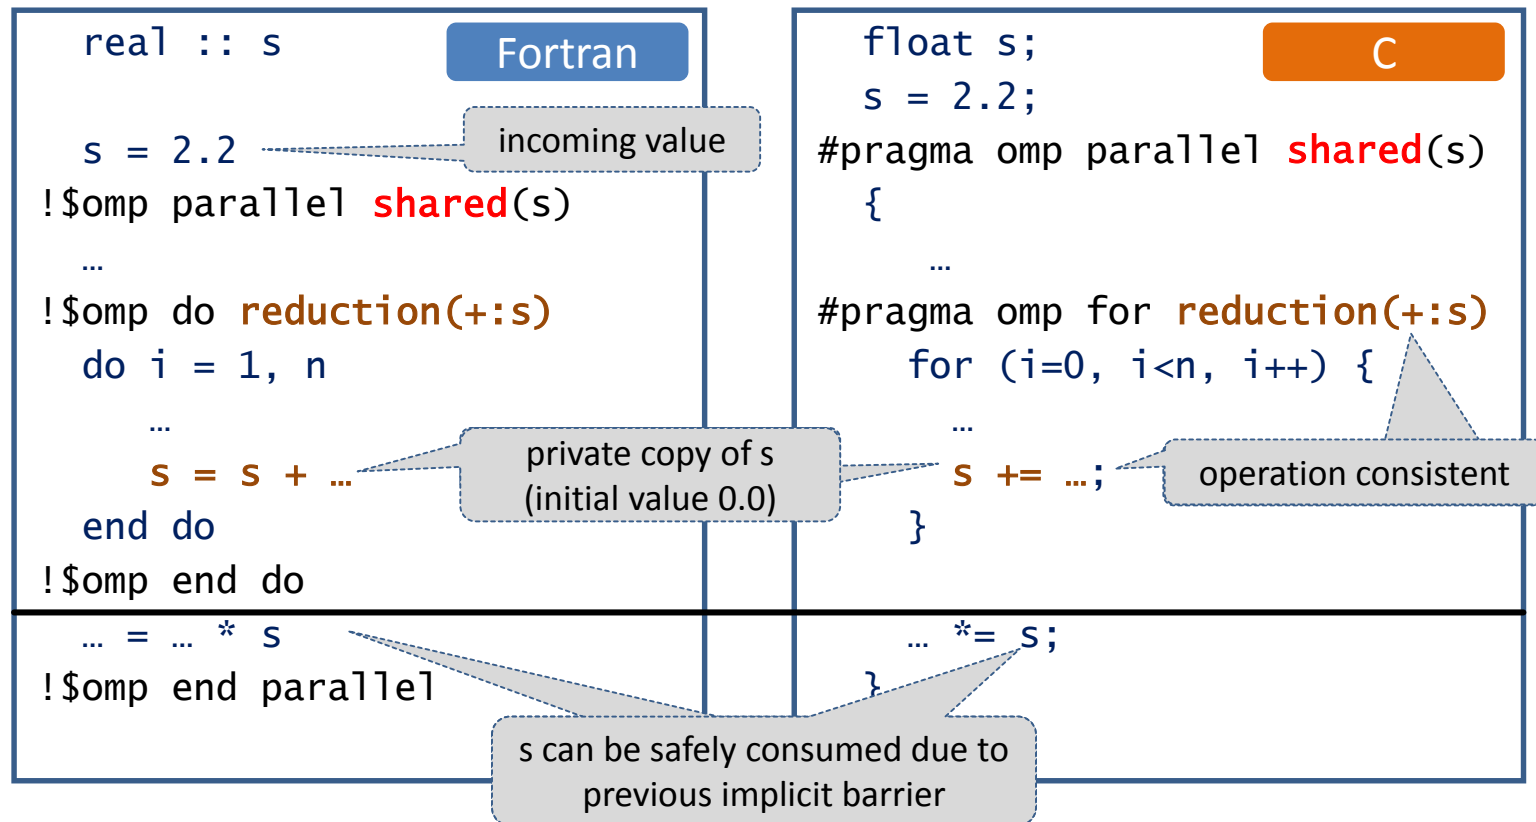 real :: s
Fortran
s = 2.2
incoming value
!$omp parallel shared(s)
…
!$omp do reduction(+:s)
do i = 1, n
…
s = s + …
private copy of s
(initial value 0.0)
end do
!$omp end do
… = … * s
!$omp end parallel
float s;
C
s = 2.2;
#pragma omp parallel shared(s)
{
…
#pragma omp for reduction(+:s)
for (i=0, i<n, i++) {
…
s += …;
operation consistent
}
… *= s;
}
s can be safely consumed due to
previous implicit barrier